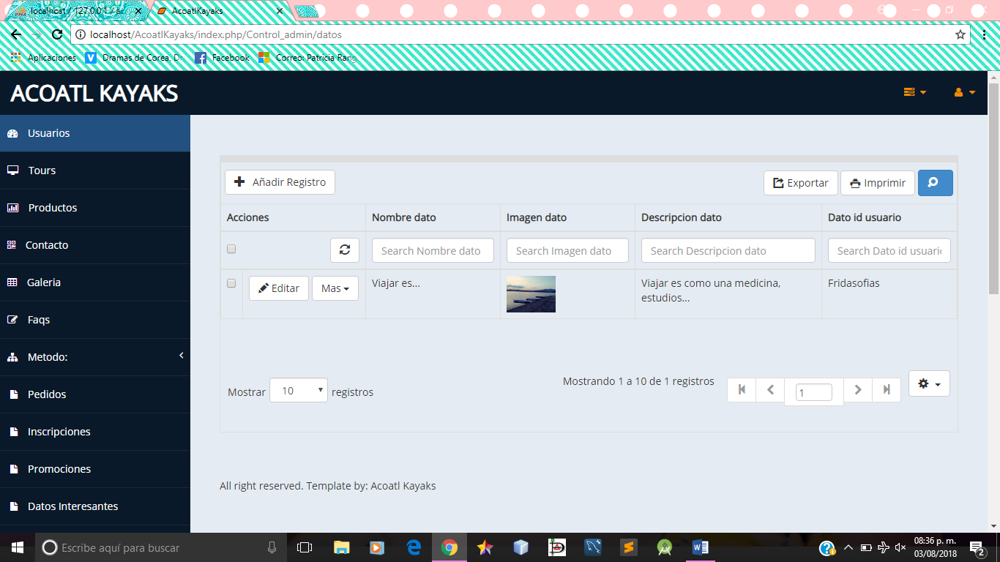 localhost / 127.0.0.1 / ac
AcoatlKayaks
localhost/AcoatlKayaks/index.php/Control_admin/datos
Aplicaciones
Dramas de Corea, Dr
Facebook
Correo: Patricia Rang
ACOATL KAYAKS
Usuarios
Tours
Productos
Contacto
Galeria
Faqs
Metodo:
Pedidos
Inscripciones
Promociones
Datos Interesantes
Añadir Registro
Exportar
Imprimir
Acciones
Nombre dato
Imagen dato
Descripcion dato
Dato id usuario
Search Nombre dato
Search Imagen dato
Search Descripcion dato
Search Dato id usuario
Editar
Mas
Viajar es...
Viajar es como una medicina,
estudios...
Fridasofias
Mostrar 10 registros
Mostrando 1 a 10 de 1 registros
1
All right reserved. Template by: Acoatl Kayaks
Escribe aquí para buscar
08:36 p. m.
03/08/2018
2